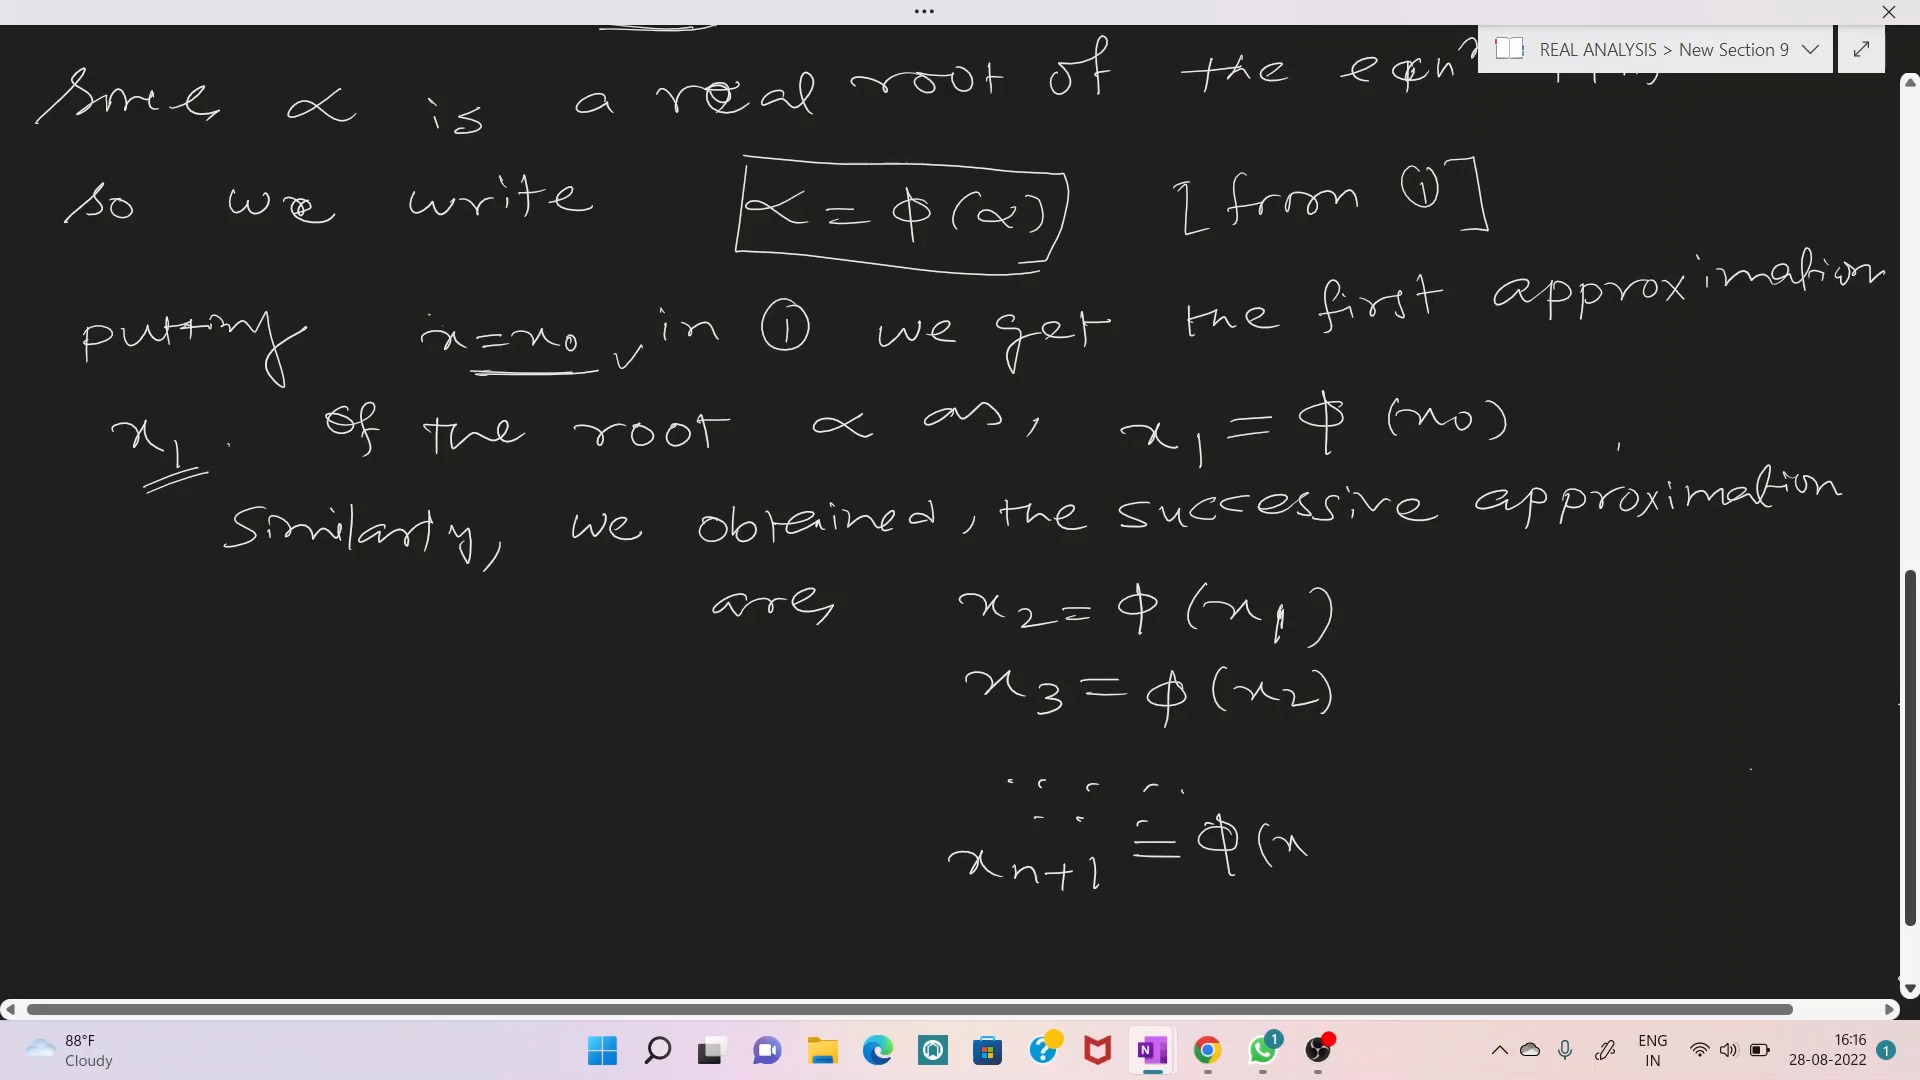 REAL ANALYSIS > New Section 9
Since α is a real root of the eqn
so we write α = φ(α) [from ①]
putting x=x₀ in ① we get the first approximation
x₁ of the root α as, x₁ = φ (x₀)
Similarly, we obtained, the successive approximation
are x₂ = φ (x₁)
x₃ = φ (x₂)
xₙ₊₁ = φ (x
88°F
Cloudy
1
ENG
IN
16:16
28-08-2022
1